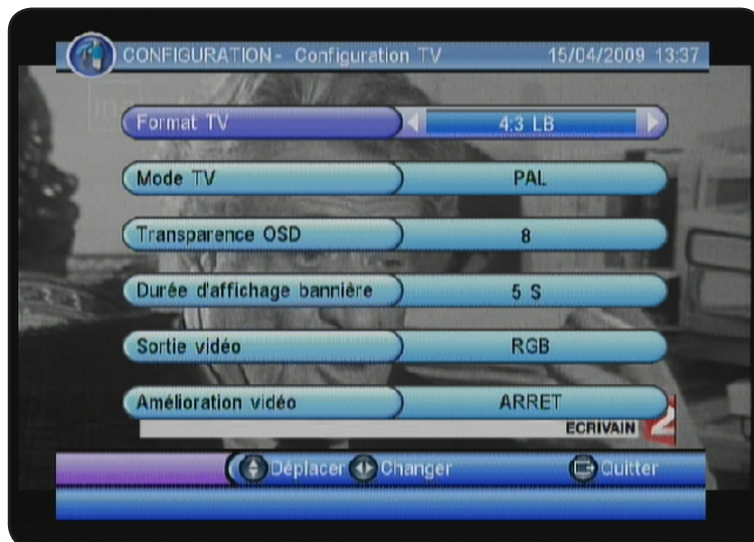 CONFIGURATION - Configuration TV 15/04/2009 13:37
Format TV 4:3 LB
Mode TV PAL
Transparence OSD 8
Durée d'affichage bannière 5 S
Sortie vidéo RGB
Amélioration vidéo ARRET
ECRIVAIN 2
Déplacer Changer Quitter